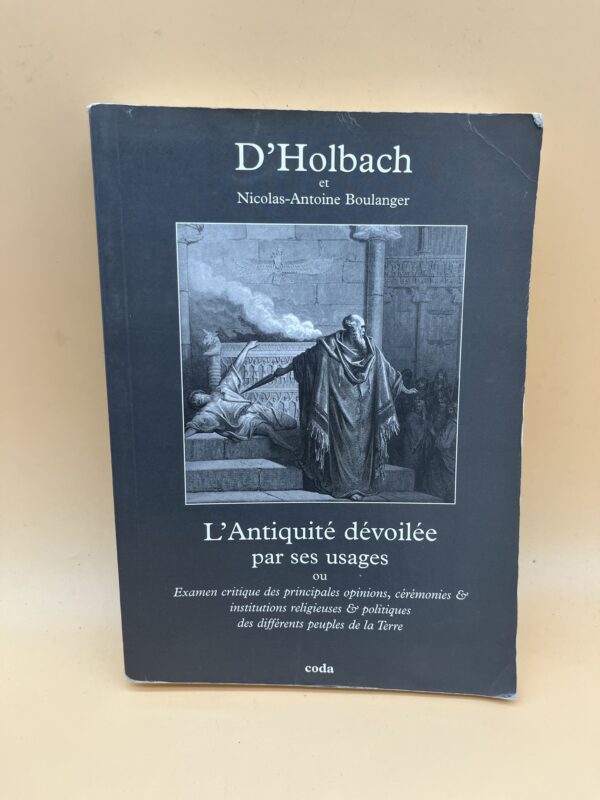 D'Holbach
et
Nicolas-Antoine Boulanger
L'Antiquité dévoilée
par ses usages
ou
Examen critique des principales opinions, cérémonies &
institutions religieuses & politiques
des différents peuples de la Terre
coda